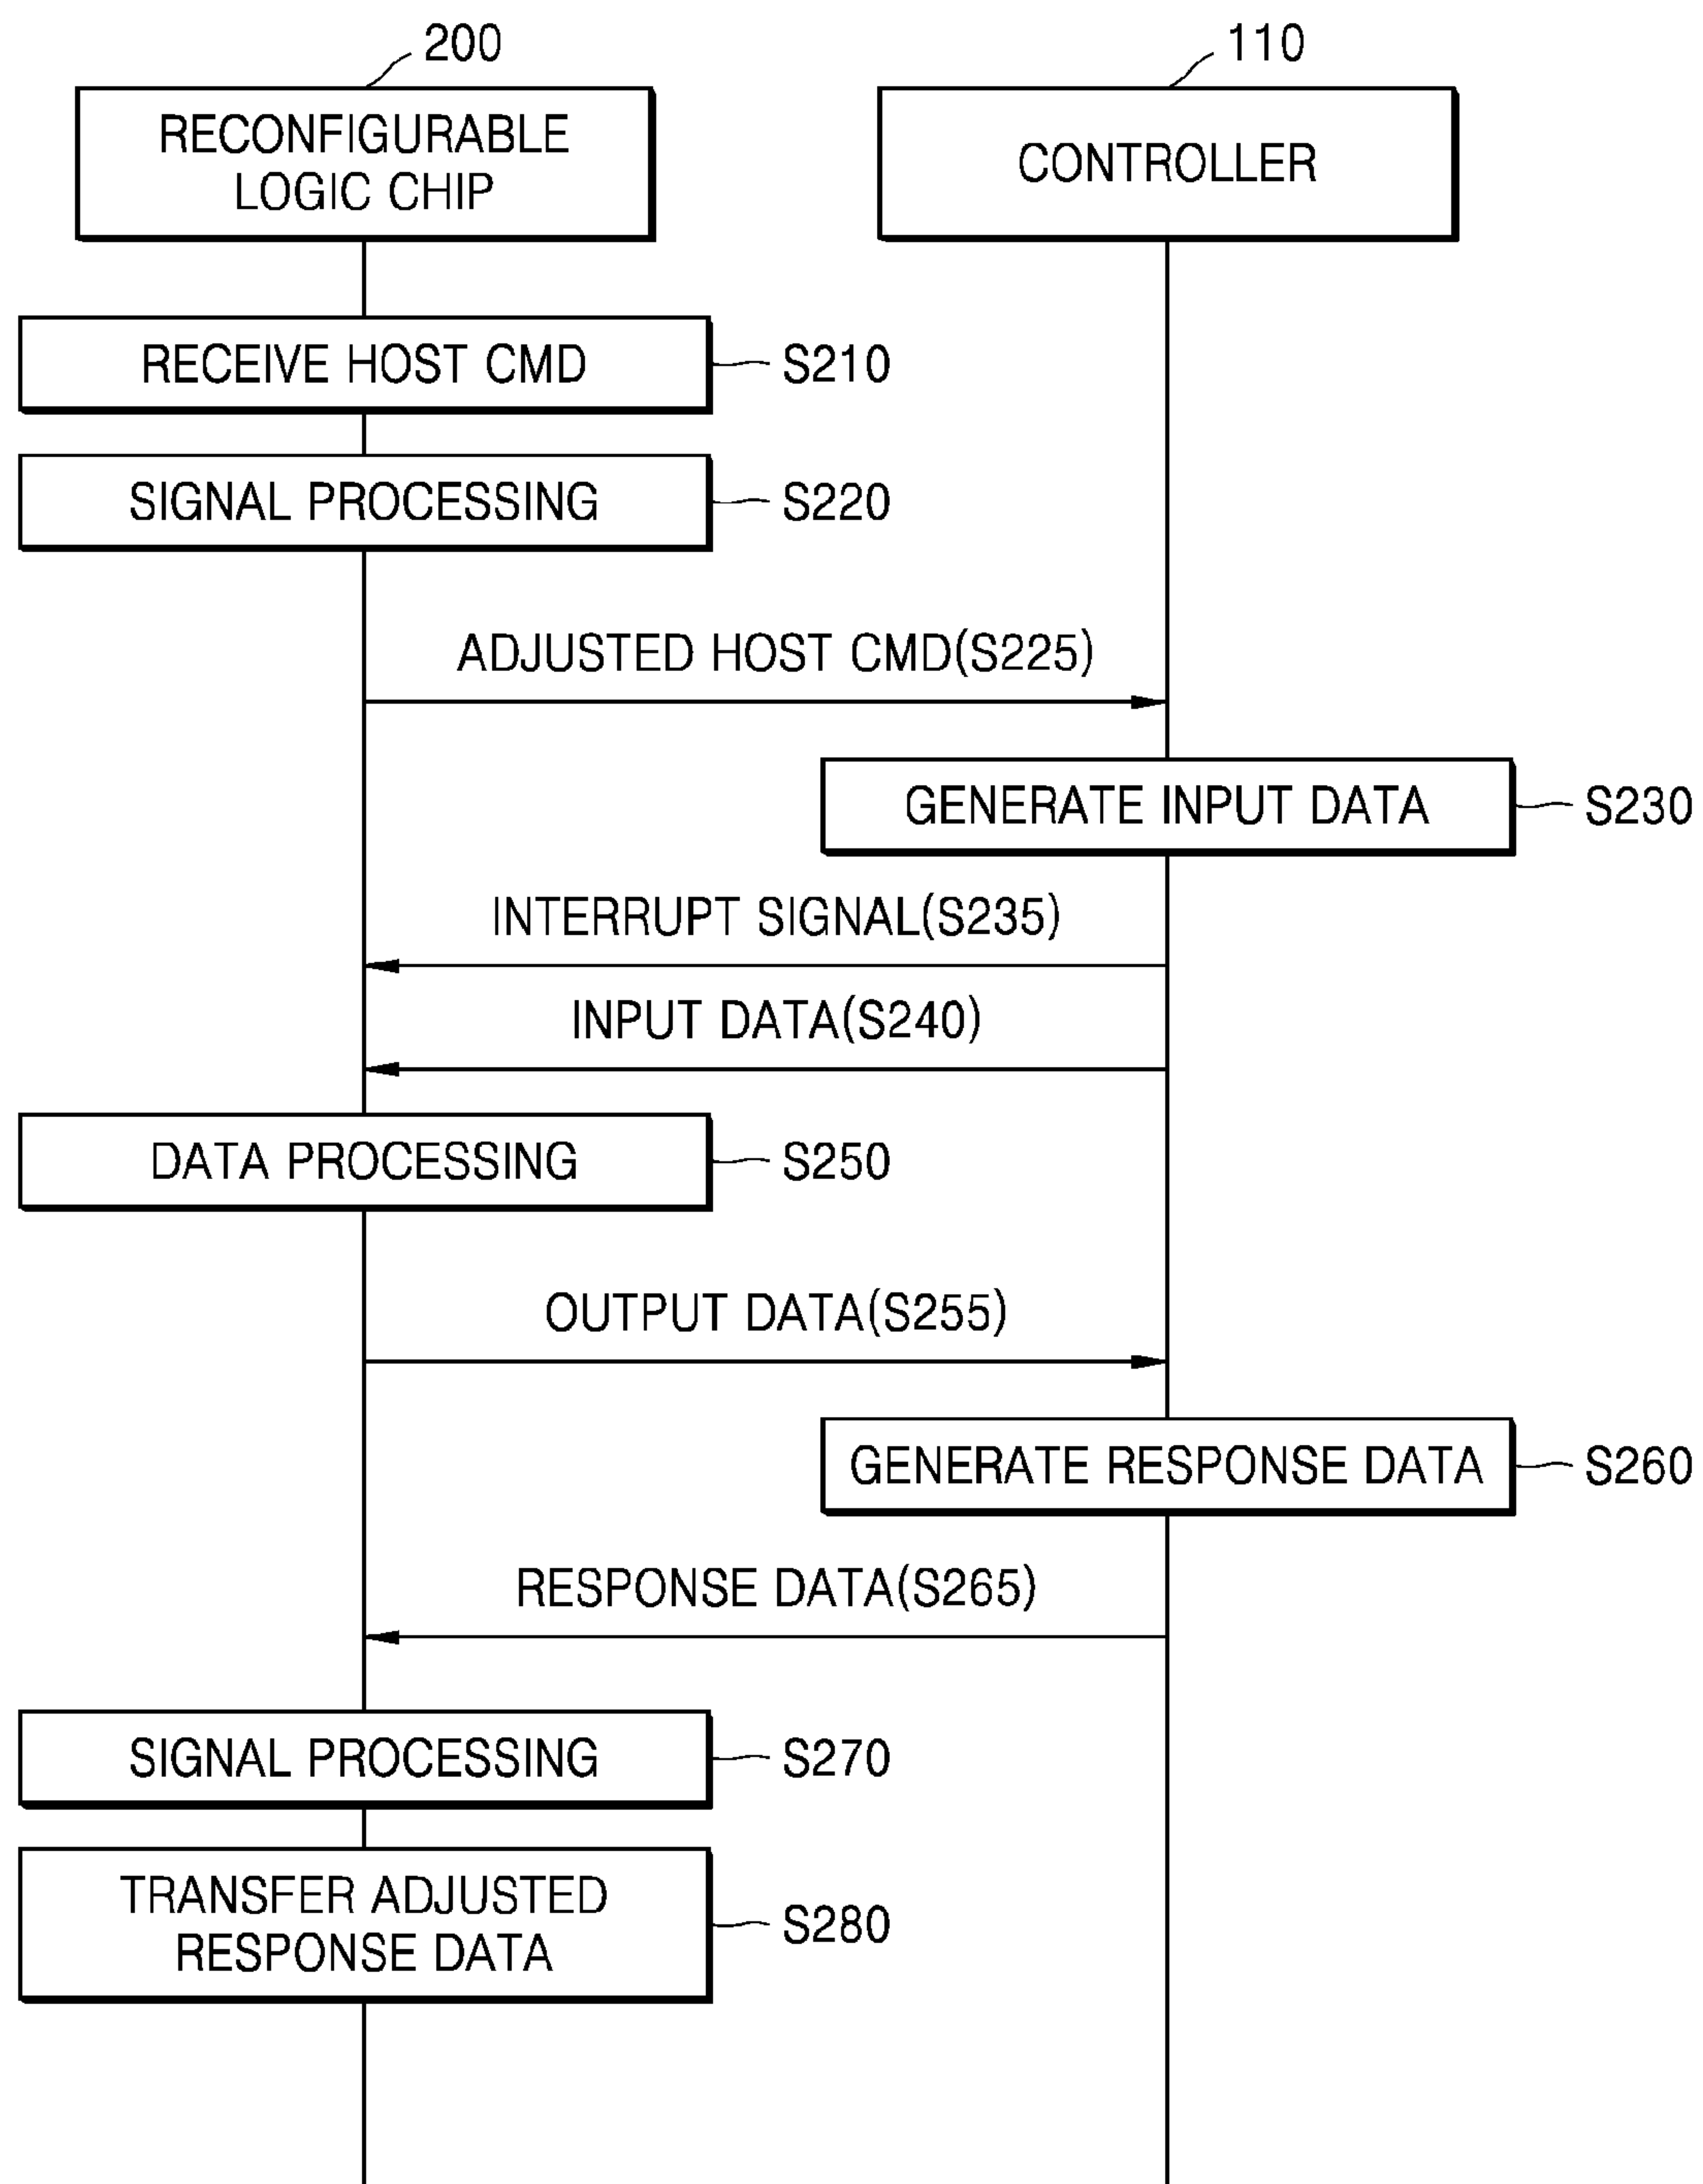 200
110
RECONFIGURABLE
LOGIC CHIP
CONTROLLER
RECEIVE HOST CMD
S210
SIGNAL PROCESSING
S220
ADJUSTED HOST CMD(S225)
GENERATE INPUT DATA
S230
INTERRUPT SIGNAL(S235)
INPUT DATA(S240)
DATA PROCESSING
S250
OUTPUT DATA(S255)
GENERATE RESPONSE DATA
S260
RESPONSE DATA(S265)
SIGNAL PROCESSING
S270
TRANSFER ADJUSTED
RESPONSE DATA
S280